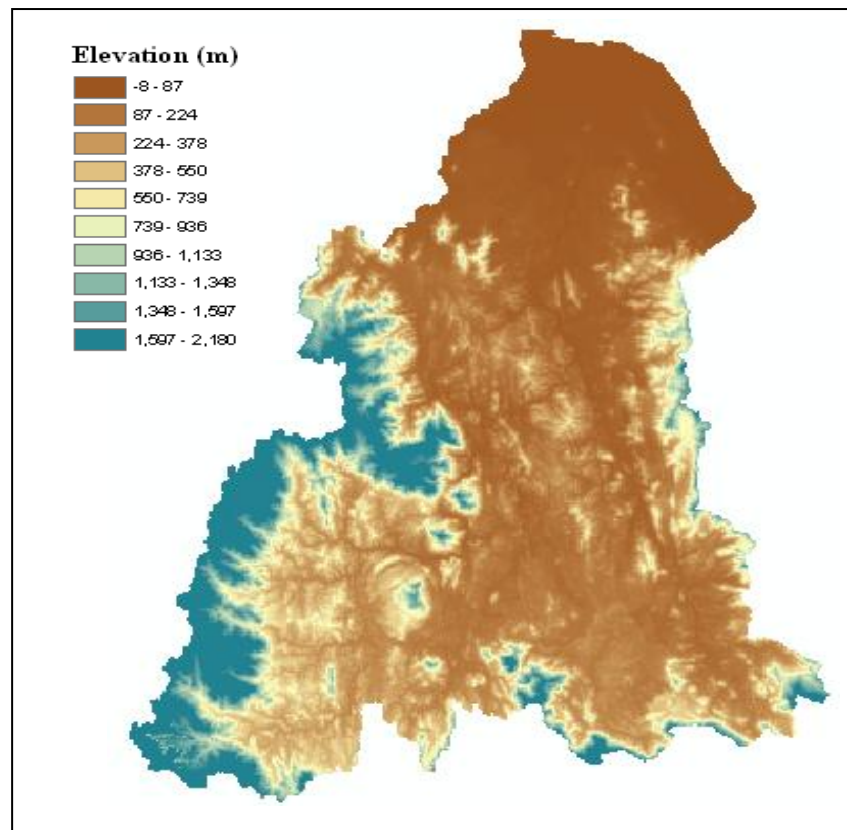 Elevation (m)
-8 - 87
87 - 224
224 - 378
378 - 550
550 - 739
739 - 936
936 - 1,133
1,133 - 1,348
1,348 - 1,597
1,597 - 2,180